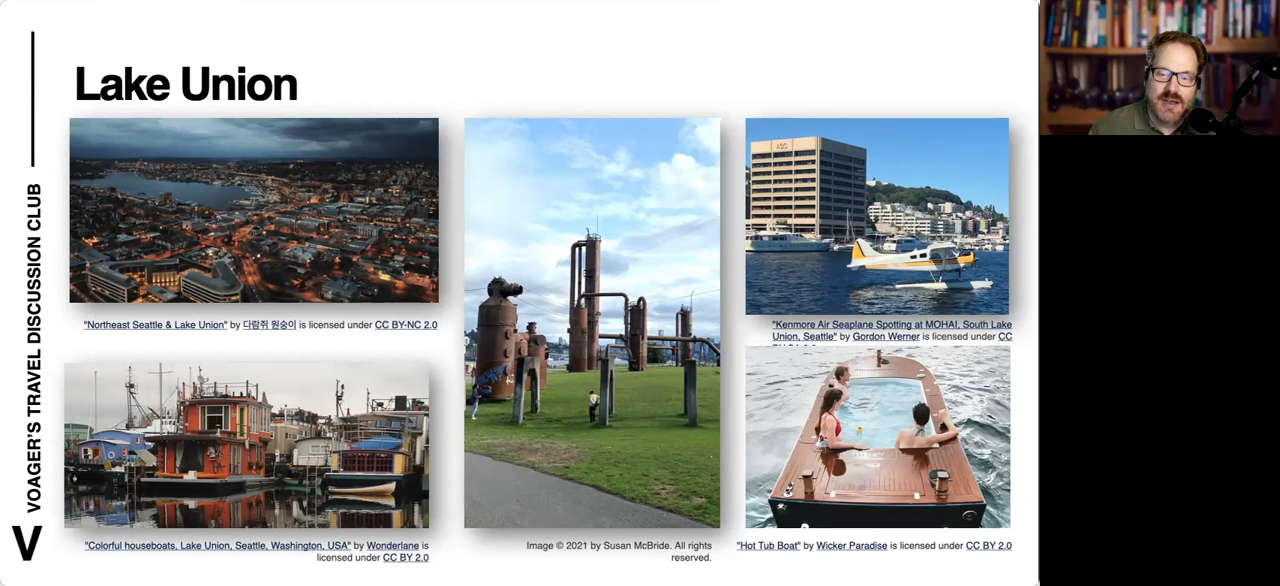 Lake Union
VOAGER'S TRAVEL DISCUSSION CLUB
V
"Northeast Seattle & Lake Union" by 다람쥐 원숭이 is licensed under CC BY-NC 2.0
"Colorful houseboats, Lake Union, Seattle, Washington, USA" by Wonderlane is
licensed under CC BY 2.0
Image © 2021 by Susan McBride. All rights
reserved.
AGC
"Kenmore Air Seaplane Spotting at MOHAI, South Lake
Union, Seattle" by Gordon Werner is licensed under CC
"Hot Tub Boat" by Wicker Paradise is licensed under CC BY 2.0